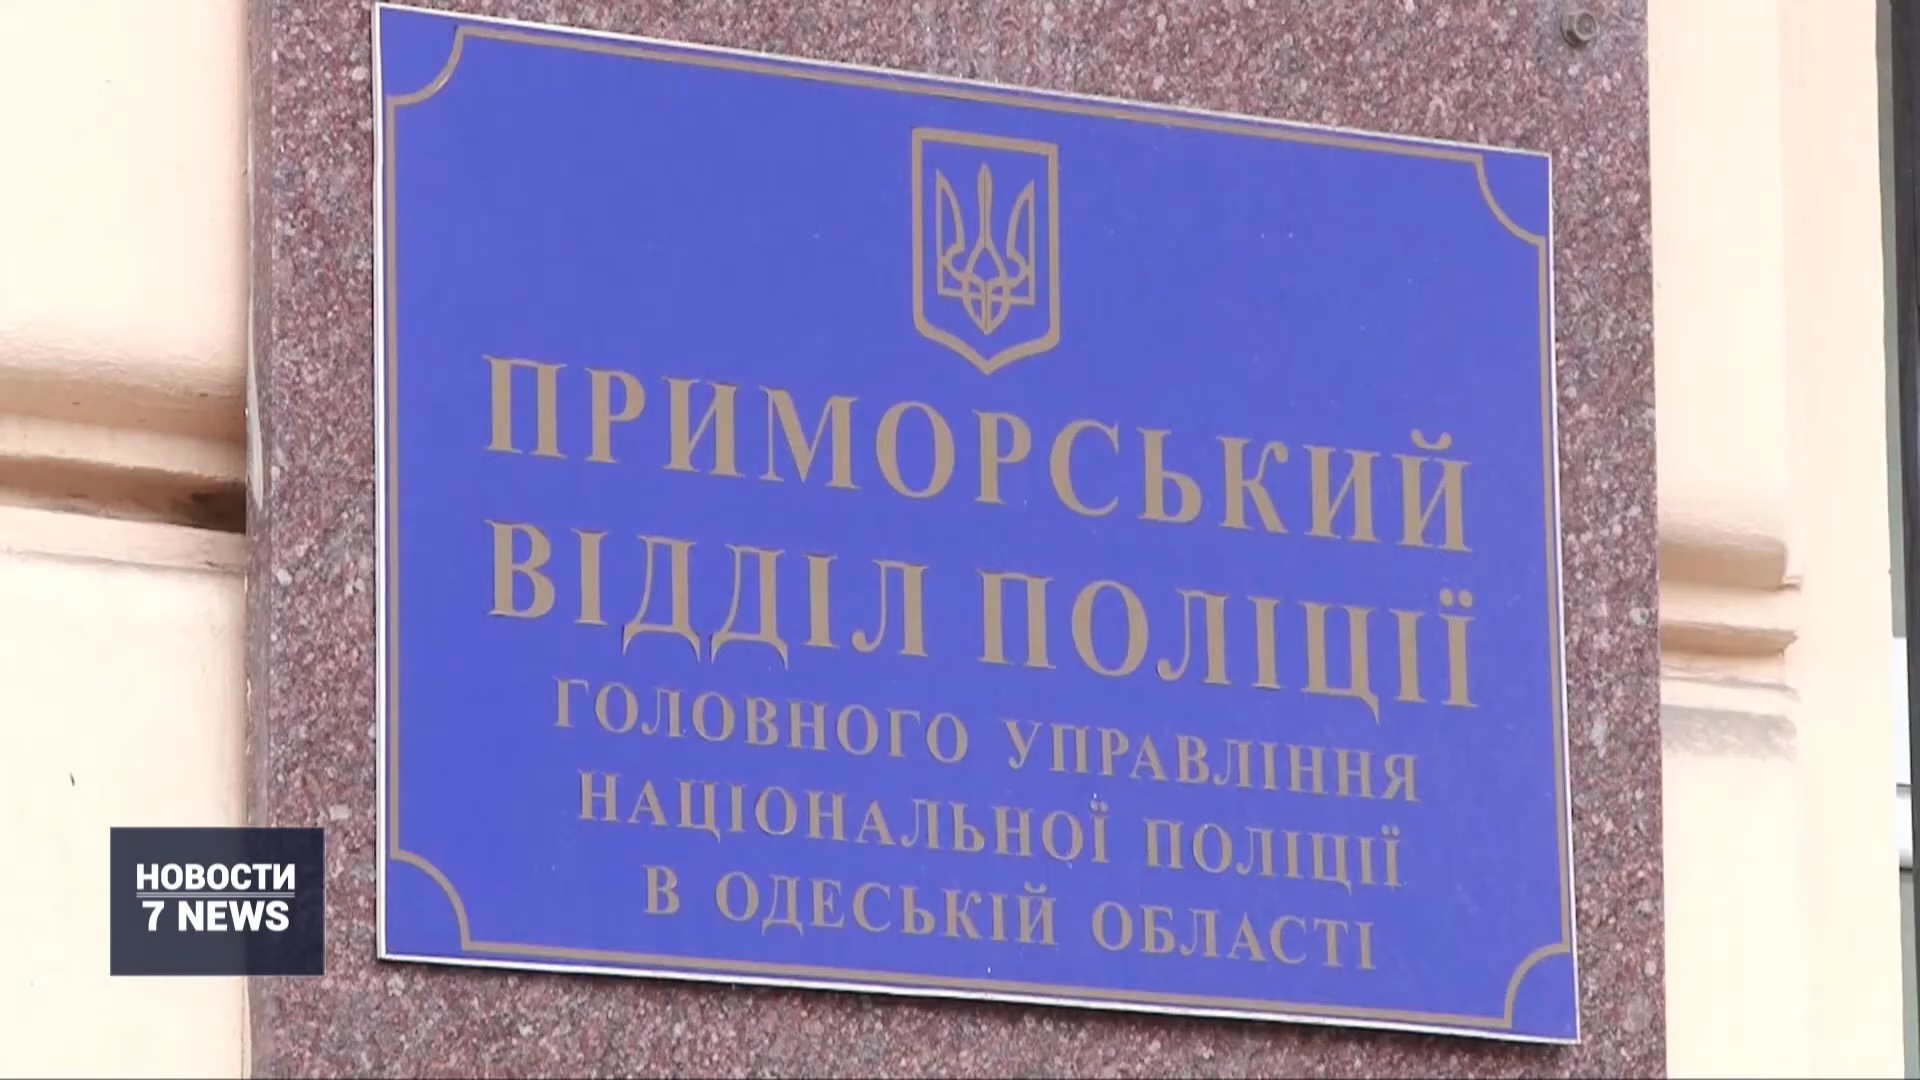 ПРИМОРСЬКИЙ
ВІДДІЛ ПОЛІЦІЇ
ГОЛОВНОГО УПРАВЛІННЯ
НАЦІОНАЛЬНОЇ ПОЛІЦІЇ
В ОДЕСЬКІЙ ОБЛАСТІ
НОВОСТИ
7 NEWS